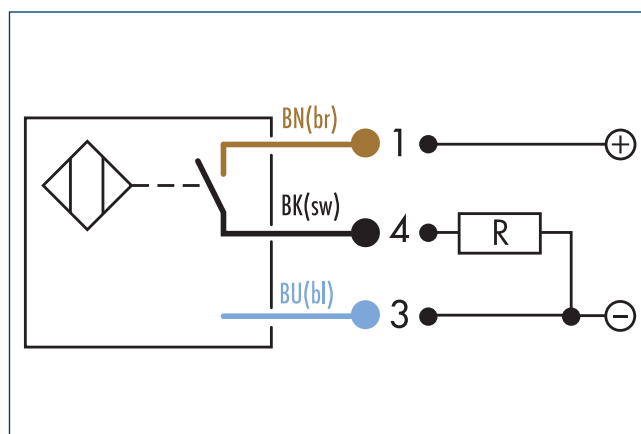 BN(br) 1 +
BK(sw) 4 R
BU(bl) 3 −